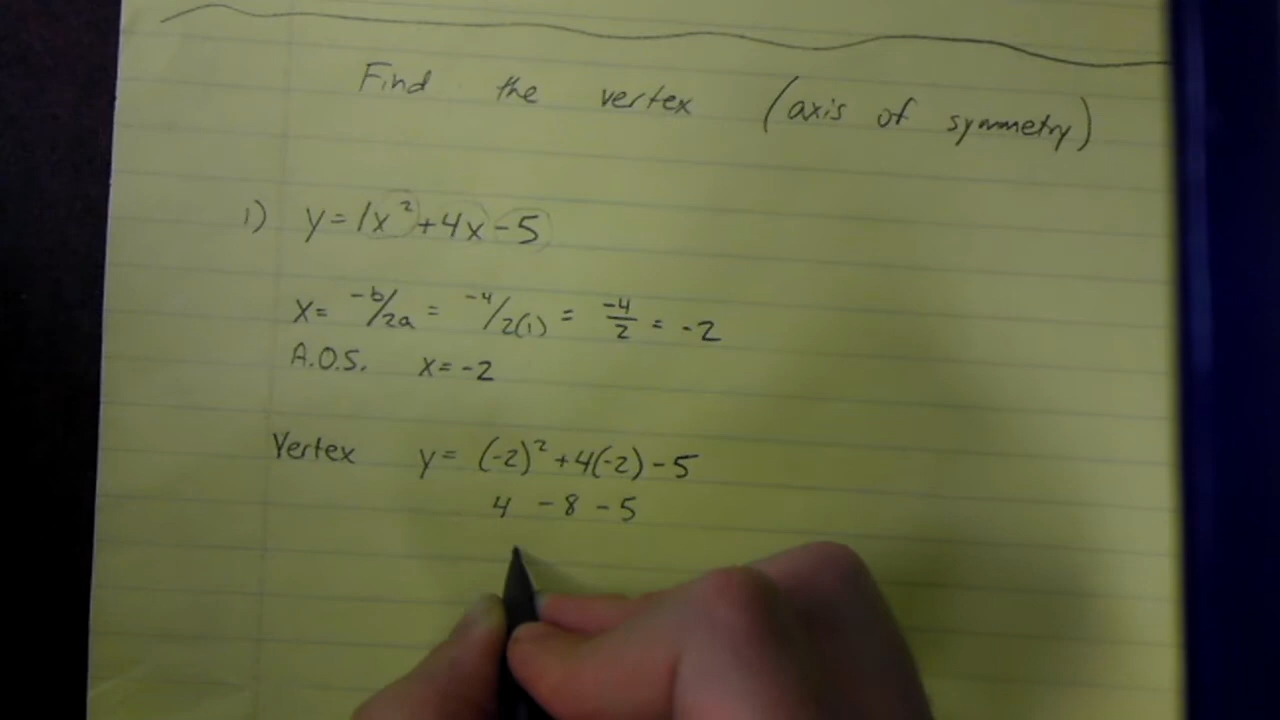 Find the vertex (axis of symmetry)
1) y=1x²+4x-5
x= -b/2a = -4/2(1) = -4/2 = -2
A.O.S. x=-2
Vertex y= (-2)²+4(-2)-5
4 -8 -5